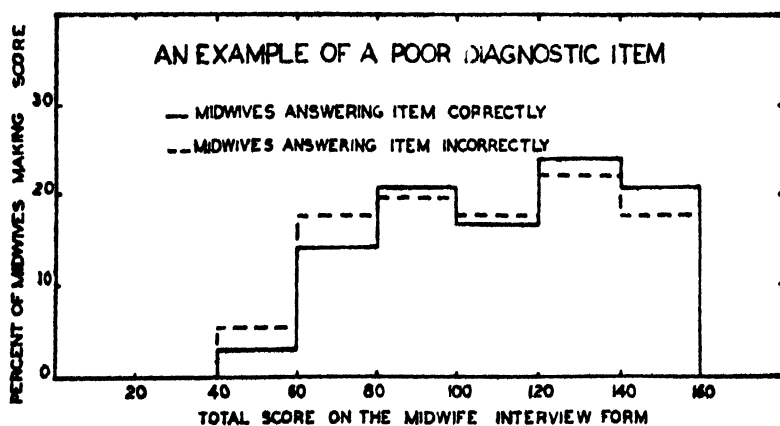 AN EXAMPLE OF A POOR DIAGNOSTIC ITEM
MIDWIVES ANSWERING ITEM CORRECTLY
MIDWIVES ANSWERING ITEM INCORRECTLY
PERCENT OF MIDWIVES MAKING SCORE
30
20
10
0
20 40 60 80 100 120 140 160
TOTAL SCORE ON THE MIDWIFE INTERVIEW FORM